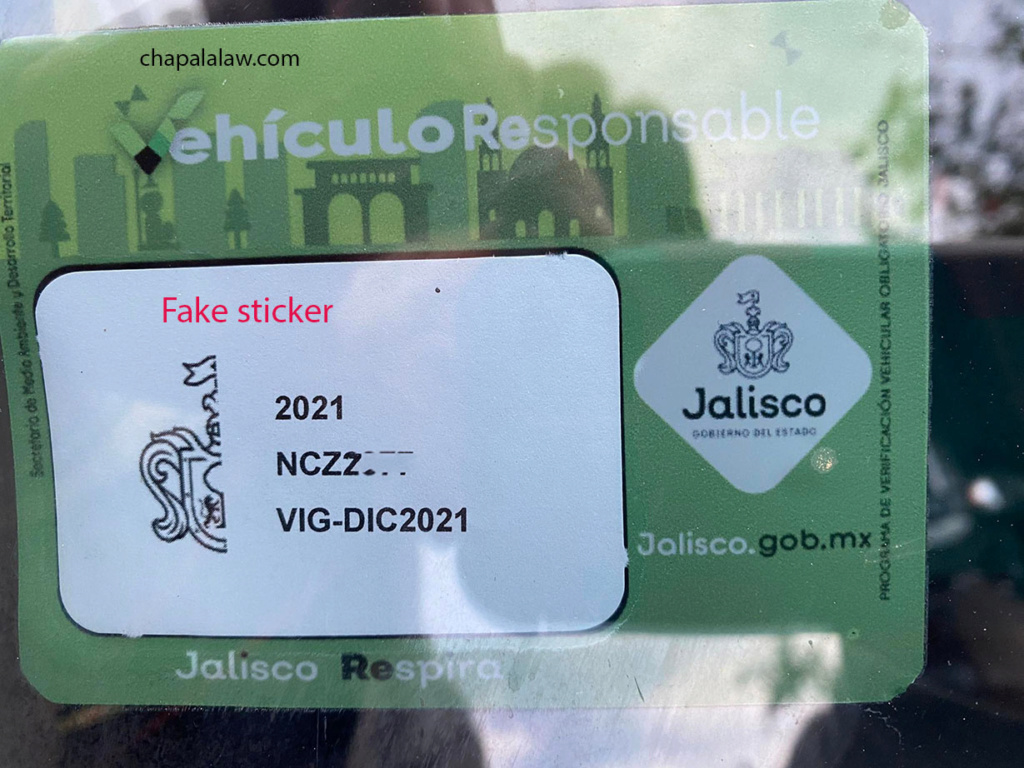 chapalalaw.com
Vehículo Responsable
Secretaría de Medio Ambiente y Desarrollo Territorial
Fake sticker
2021
NCZ2
VIG-DIC2021
Jalisco
GOBIERNO DEL ESTADO
Jalisco.gob.mx
PROGRAMA DE VERIFICACIÓN VEHICULAR OBLIGATORIO JALISCO
Jalisco Respira